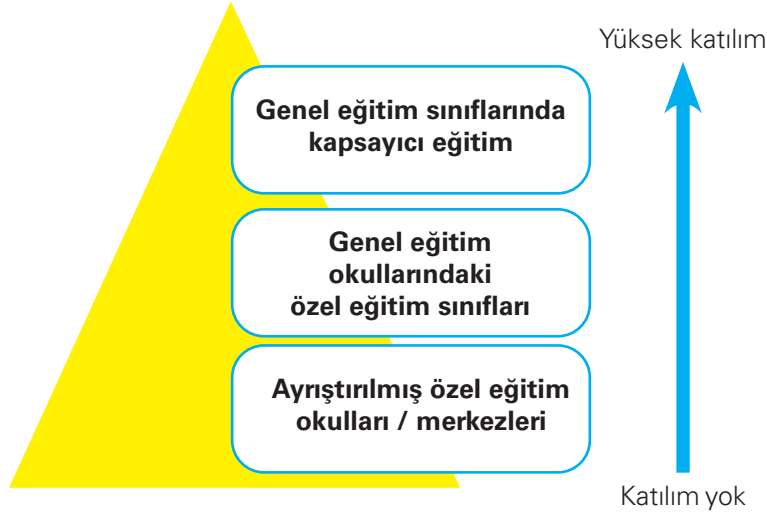 Yüksek katılım
Genel eğitim sınıflarında
kapsayıcı eğitim
Genel eğitim
okullarındaki
özel eğitim sınıfları
Ayrıştırılmış özel eğitim
okulları / merkezleri
Katılım yok